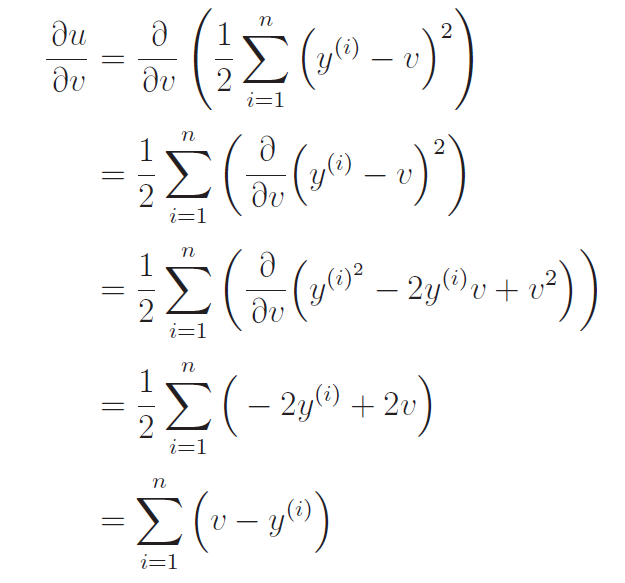 ∂u/∂v = ∂/∂v ( 1/2 ∑_{i=1}^{n} ( y^{(i)} − v )^2 )
= 1/2 ∑_{i=1}^{n} ( ∂/∂v ( y^{(i)} − v )^2 )
= 1/2 ∑_{i=1}^{n} ( ∂/∂v ( y^{(i)^2} − 2y^{(i)}v + v^2 ) )
= 1/2 ∑_{i=1}^{n} ( − 2y^{(i)} + 2v )
= ∑_{i=1}^{n} ( v − y^{(i)} )